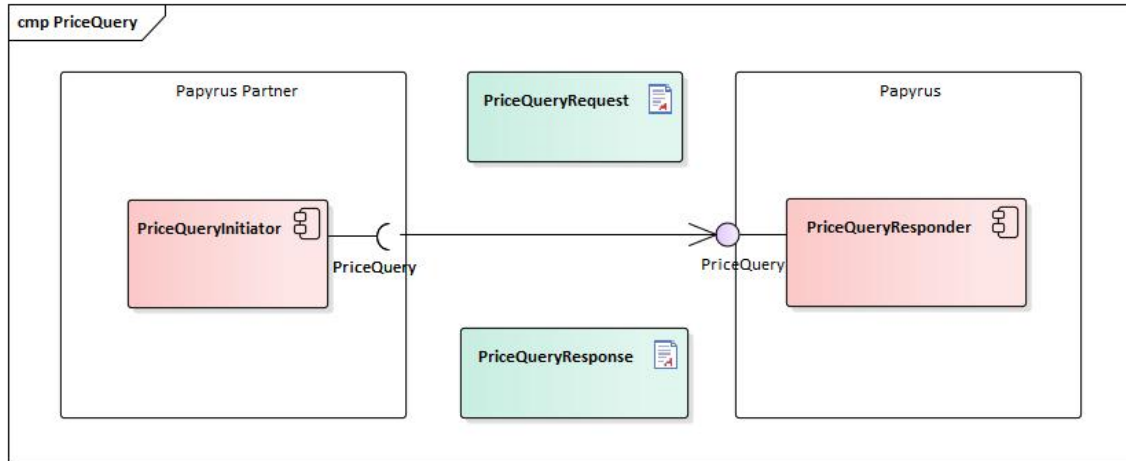 cmp PriceQuery
Papyrus Partner
PriceQueryRequest
Papyrus
PriceQueryInitiator
PriceQueryResponder
PriceQuery
PriceQuery
PriceQueryResponse